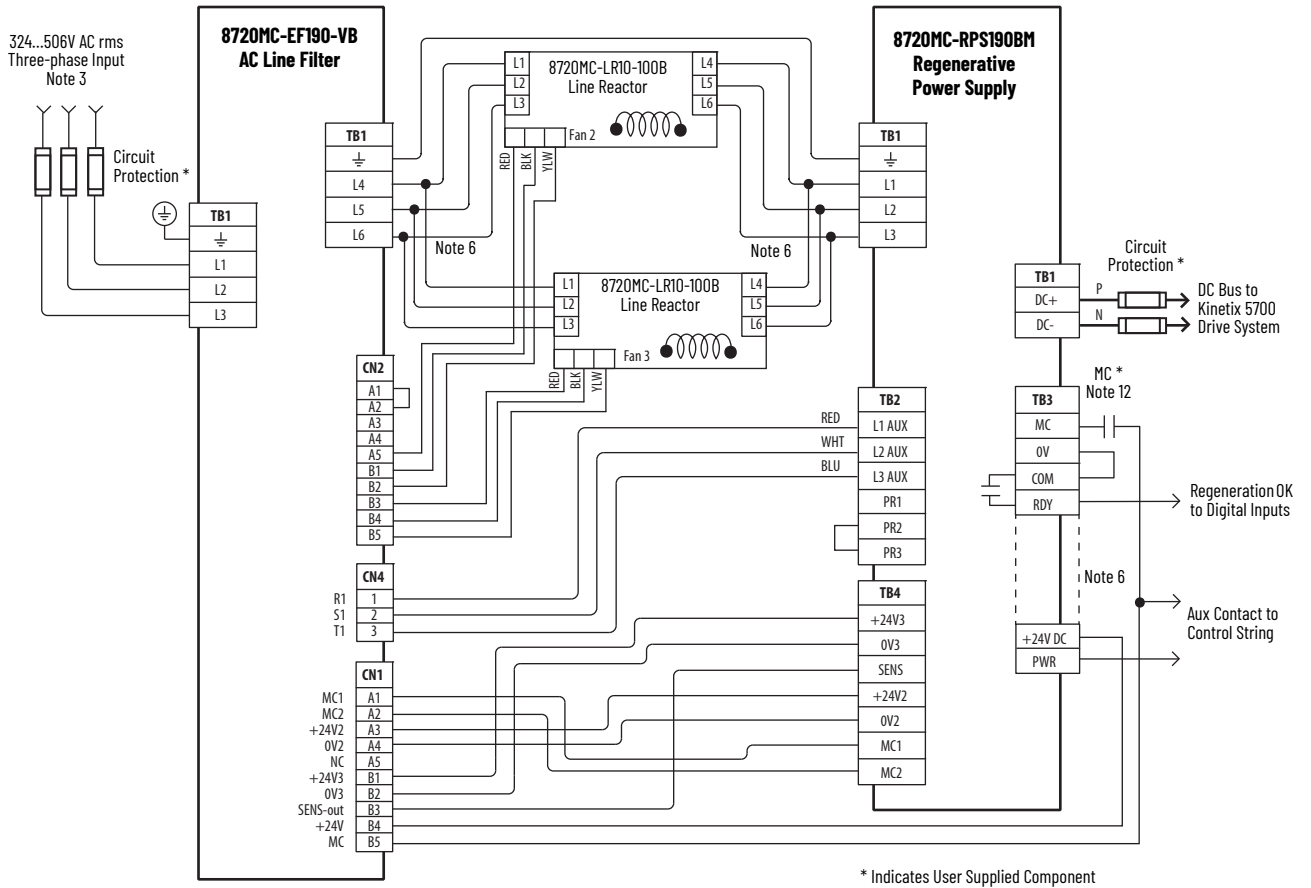 324...506V AC rms
Three-phase Input
Note 3
Circuit
Protection *
8720MC-EF190-VB
AC Line Filter
TB1
L1
L2
L3
TB1
L4
L5
L6
Note 6
L1
L2
L3
8720MC-LR10-100B
Line Reactor
L4
L5
L6
Fan 2
RED
BLK
YLW
L1
L2
L3
8720MC-LR10-100B
Line Reactor
L4
L5
L6
Fan 3
RED
BLK
YLW
Note 6
8720MC-RPS190BM
Regenerative
Power Supply
TB1
L1
L2
L3
TB1
DC+
DC-
P
N
Circuit
Protection *
DC Bus to
Kinetix 5700
Drive System
CN2
A1
A2
A3
A4
A5
B1
B2
B3
B4
B5
RED
WHT
BLU
TB2
L1 AUX
L2 AUX
L3 AUX
PR1
PR2
PR3
MC *
Note 12
TB3
MC
0V
COM
RDY
Regeneration OK
to Digital Inputs
Note 6
Aux Contact to
Control String
+24V DC
PWR
CN4
R1 1
S1 2
T1 3
TB4
+24V3
0V3
SENS
+24V2
0V2
MC1
MC2
CN1
MC1 A1
MC2 A2
+24V2 A3
0V2 A4
NC A5
+24V3 B1
0V3 B2
SENS-out B3
+24V B4
MC B5
* Indicates User Supplied Component